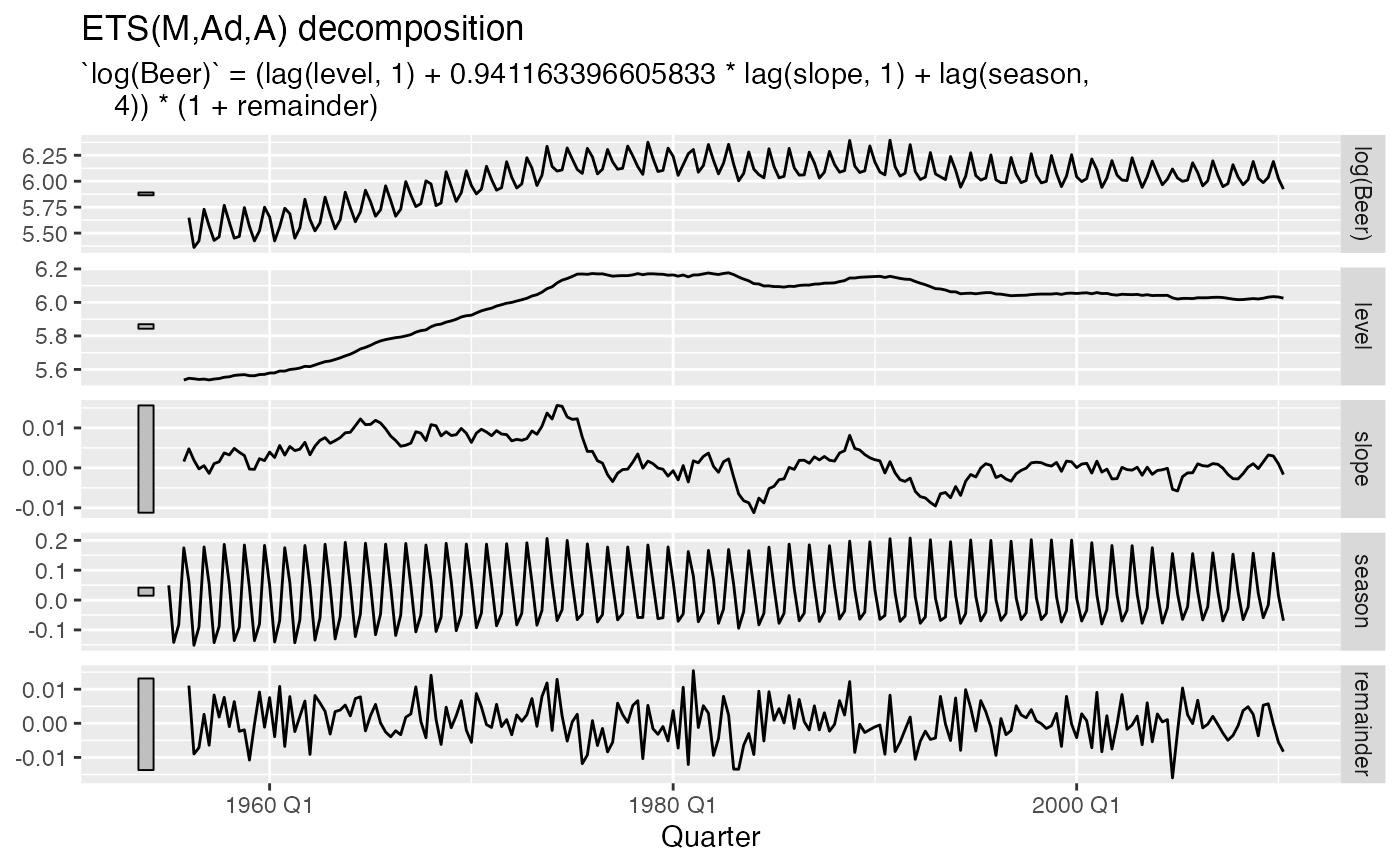 ETS(M,Ad,A) decomposition
`log(Beer)` = (lag(level, 1) + 0.941163396605833 * lag(slope, 1) + lag(season,
4)) * (1 + remainder)
6.25
6.00
5.75
5.50
log(Beer)
6.2
6.0
5.8
5.6
level
0.01
0.00
-0.01
slope
0.2
0.1
0.0
-0.1
season
0.01
0.00
-0.01
remainder
1960 Q1
1980 Q1
2000 Q1
Quarter